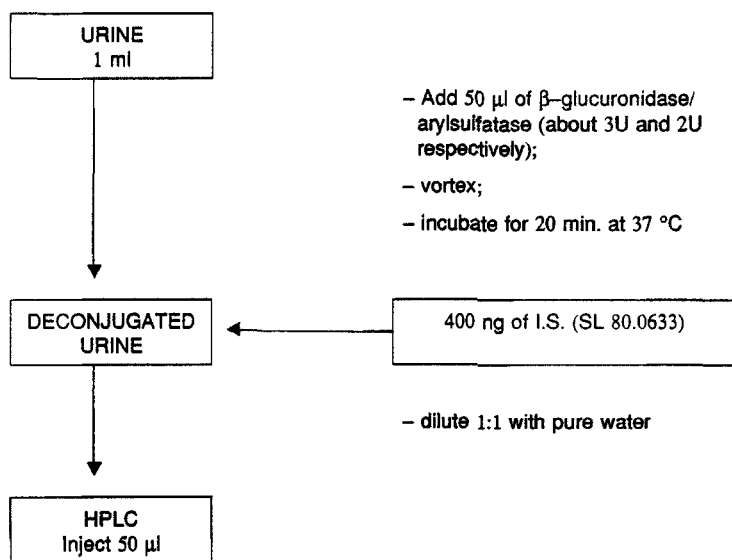 URINE
1 ml
– Add 50 μl of β–glucuronidase/
arylsulfatase (about 3U and 2U
respectively);
– vortex;
– incubate for 20 min. at 37 °C
DECONJUGATED
URINE
400 ng of I.S. (SL 80.0633)
– dilute 1:1 with pure water
HPLC
Inject 50 μl